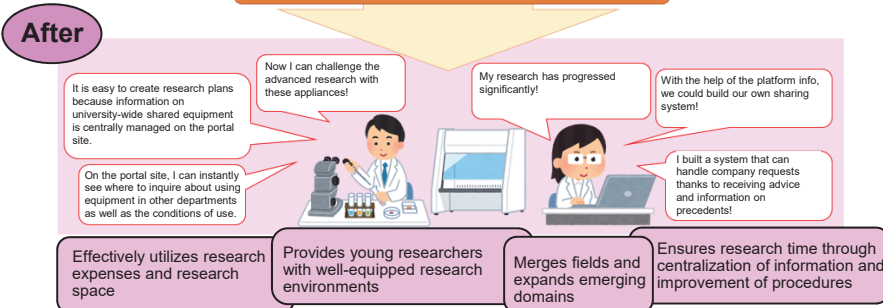 After
It is easy to create research plans
because information on
university-wide shared equipment
is centrally managed on the portal
site.
Now I can challenge the
advanced research with
these appliances!
On the portal site, I can instantly
see where to inquire about using
equipment in other departments
as well as the conditions of use.
My research has progressed
significantly!
With the help of the platform info,
we could build our own sharing
system!
I built a system that can
handle company requests
thanks to receiving advice
and information on
precedents!
Effectively utilizes research
expenses and research
space
Provides young researchers
with well-equipped research
environments
Merges fields and
expands emerging
domains
Ensures research time through
centralization of information and
improvement of procedures